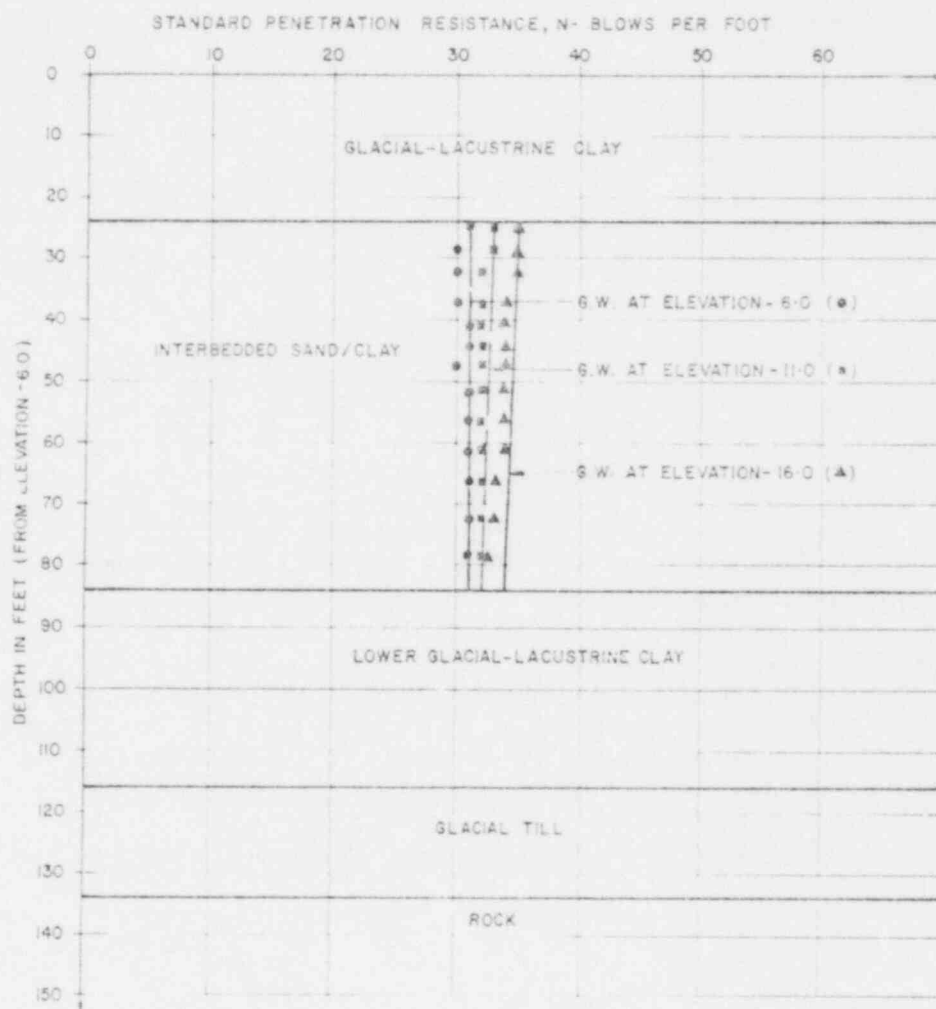 STANDARD PENETRATION RESISTANCE, N- BLOWS PER FOOT
0 10 20 30 40 50 60
0
10
GLACIAL-LACUSTRINE CLAY
20
30
G.W. AT ELEVATION-6.0 (●)
40
INTERBEDDED SAND/CLAY
G.W. AT ELEVATION-11.0 (■)
50
60
G.W. AT ELEVATION-16.0 (▲)
70
80
90
LOWER GLACIAL-LACUSTRINE CLAY
100
110
120
GLACIAL TILL
130
ROCK
140
150
DEPTH IN FEET (FROM ELEVATION -6.0)